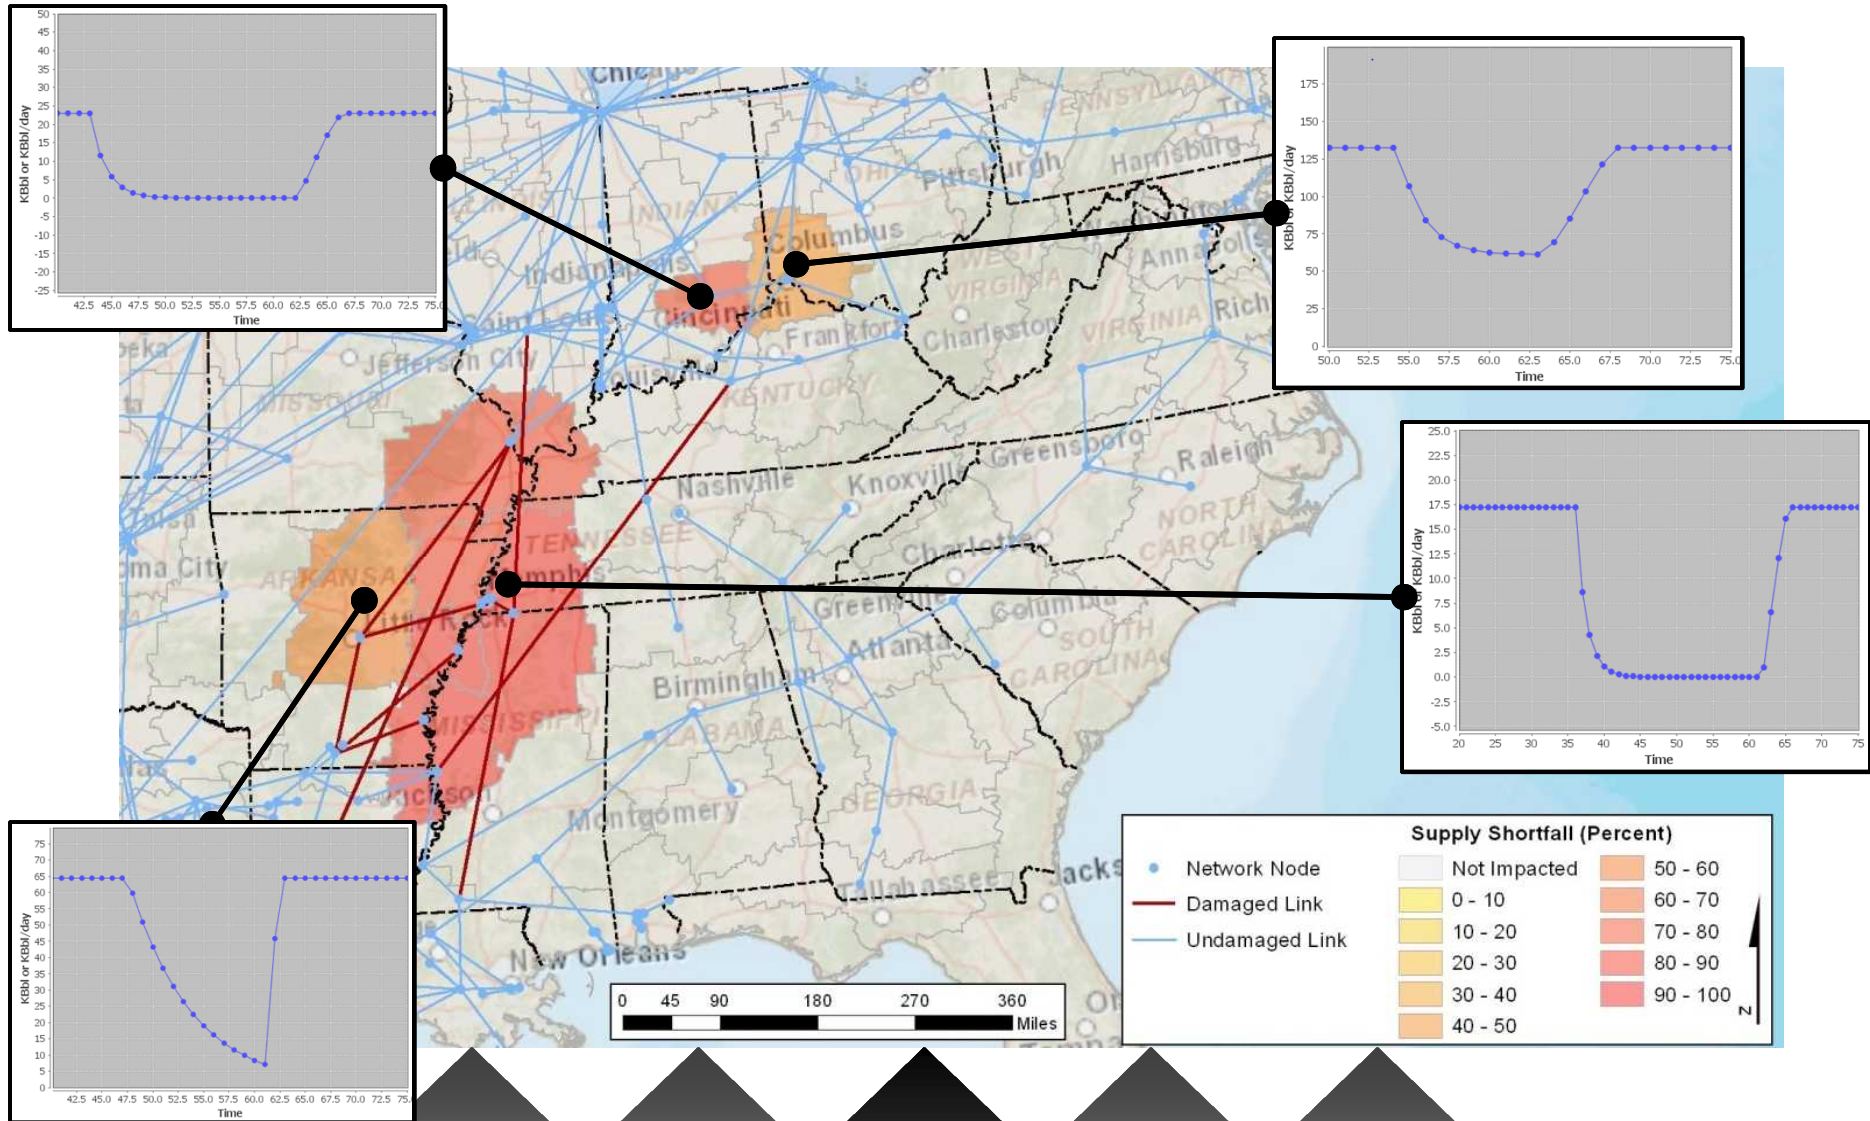 50
45
40
35
30
25
20
15
10
5
0
-5
-10
-15
-20
-25
KBbl or KBbl/day
42.5 45.0 47.5 50.0 52.5 55.0 57.5 60.0 62.5 65.0 67.5 70.0 72.5 75.0
Time
175
150
125
100
75
50
25
0
KBbl or KBbl/day
50.0 52.5 55.0 57.5 60.0 62.5 65.0 67.5 70.0 72.5 75.0
Time
25.0
22.5
20.0
17.5
15.0
12.5
10.0
7.5
5.0
2.5
0.0
-2.5
-5.0
KBbl or KBbl/day
20 25 30 35 40 45 50 55 60 65 70 75
Time
75
70
65
60
55
50
45
40
35
30
25
20
15
10
5
0
KBbl or KBbl/day
42.5 45.0 47.5 50.0 52.5 55.0 57.5 60.0 62.5 65.0 67.5 70.0 72.5 75.0
Time
Chicago
PENNSYL
Pittsburgh
Harrisburg
OHIO
INDIANA
Columbus
Annapolis
Indianapolis
WEST
VIRGINIA
Cincinnati
Saint Louis
Frankfort
Charleston
VIRGINIA
Rich
Jefferson City
Louisville
KENTUCKY
MISSOURI
Greensboro
Raleigh
Nashville
Knoxville
Tulsa
NORTH
CAROLINA
TENNESSEE
Charlotte
oma City
ARKANSAS
mphis
Greenville
Columbia
Little Rock
Atlanta
SOUTH
CAROLINA
Birmingham
MISSISSIPPI
ALABAMA
Jackson
GEORGIA
Montgomery
Tallahassee
Jacks
New Orleans
Or
Tampa
0 45 90 180 270 360
Miles
Network Node
Damaged Link
Undamaged Link
Supply Shortfall (Percent)
Not Impacted
0 - 10
10 - 20
20 - 30
30 - 40
40 - 50
50 - 60
60 - 70
70 - 80
80 - 90
90 - 100
Z